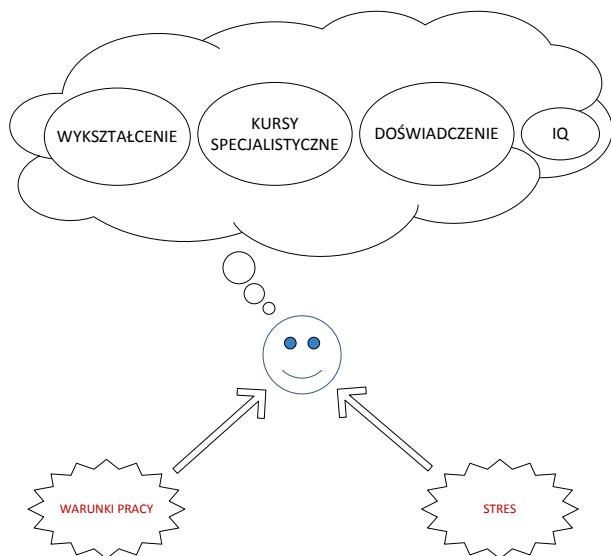 WYKSZTAŁCENIE
KURSY
SPECJALISTYCZNE
DOŚWIADCZENIE
IQ
WARUNKI PRACY
STRES